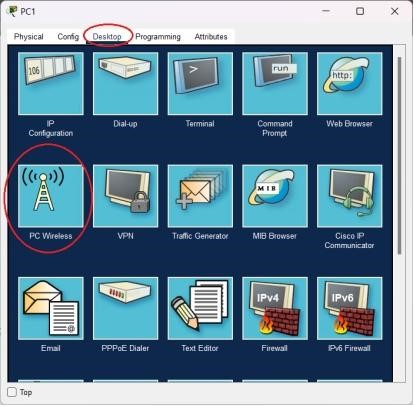 PC1
Physical Config Desktop Programming Attributes
106
IP
Configuration
Dial-up
>
Terminal
run
Command
Prompt
http:
Web Browser
PC Wireless
VPN
Traffic Generator
MIB
MIB Browser
Cisco IP
Communicator
@
Email
PPPoE Dialer
Text Editor
IPv4
Firewall
IPv6
IPv6 Firewall
Top